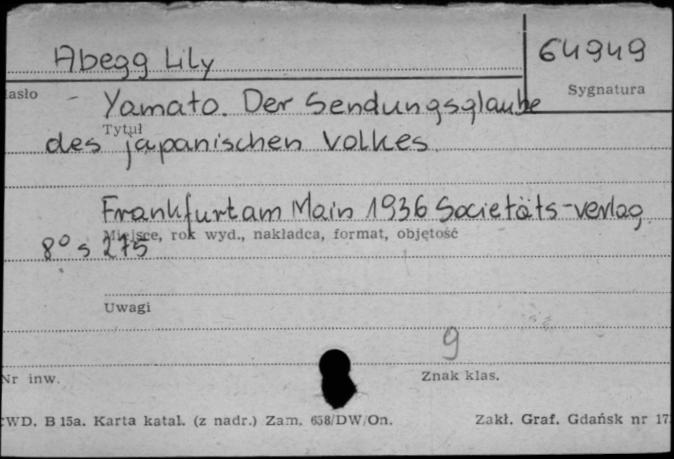 Abegg Lily
64949
asło
Sygnatura
- Yamato. Der Sendungsglaube
Tytuł
des japanischen Volkes.
Frankfurt am Main 1936 Societäts-verlag
Miejsce, rok wyd., nakładca, format, objętość
8° s 275
Uwagi
9
Nr inw.
Znak klas.
WD. B 15a. Karta katal. (z nadr.) Zam. 658/DW/On.
Zakł. Graf. Gdańsk nr 17